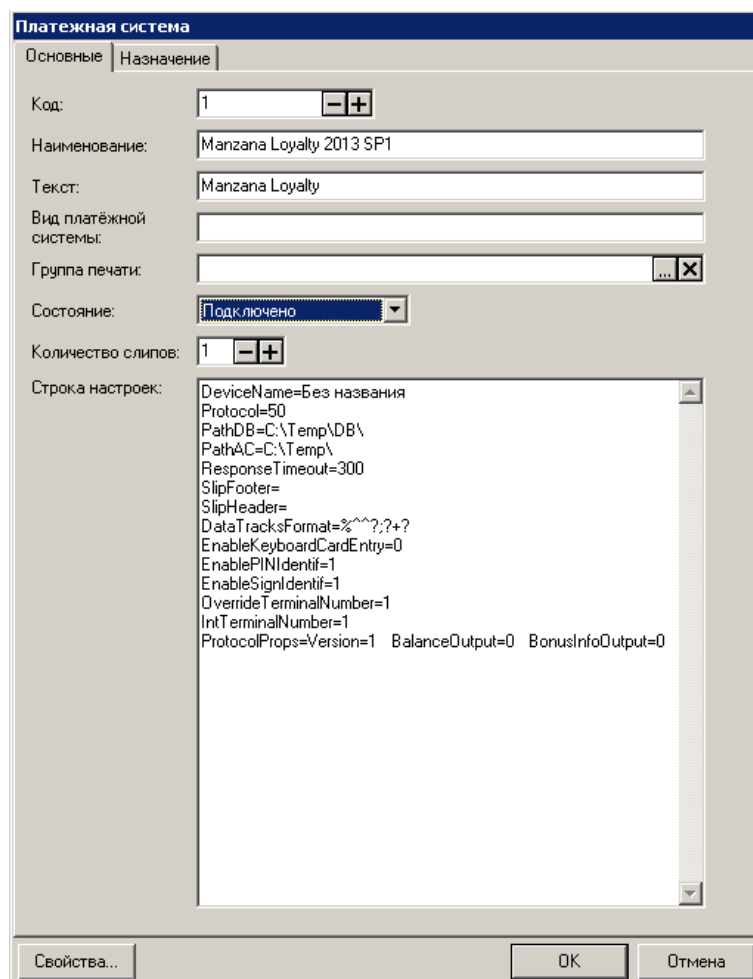 Платежная система
Основные Назначение
Код: 1
Наименование: Manzana Loyalty 2013 SP1
Текст: Manzana Loyalty
Вид платёжной
системы:
Группа печати: ...
Состояние: Подключено
Количество слипов: 1
Строка настроек: DeviceName=Без названия
Protocol=50
PathDB=C:\Temp\DB\
PathAC=C:\Temp\
ResponseTimeout=300
SlipFooter=
SlipHeader=
DataTracksFormat=%^^?;?+?
EnableKeyboardCardEntry=0
EnablePINIdentif=1
EnableSignIdentif=1
OverrideTerminalNumber=1
IntTerminalNumber=1
ProtocolProps=Version=1 BalanceOutput=0 BonusInfoOutput=0
Свойства... OK Отмена